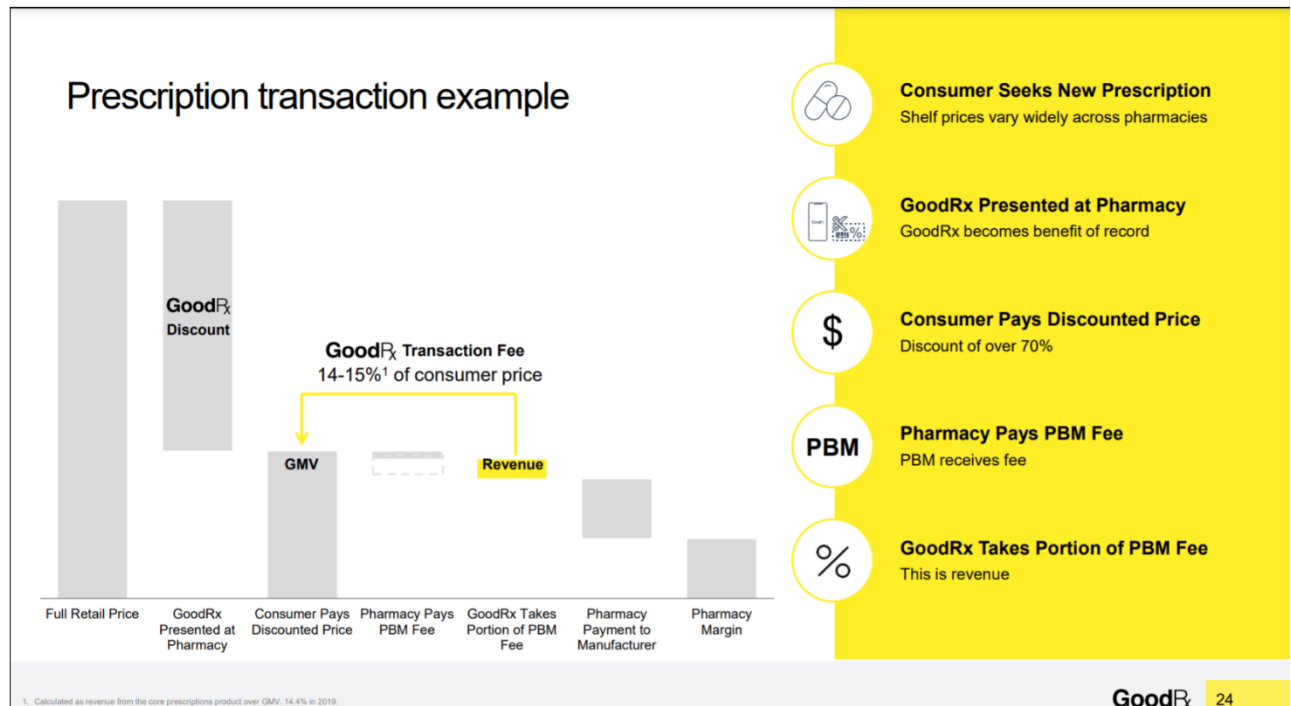 Prescription transaction example
GoodRx
Discount
GoodRx Transaction Fee
14-15%¹ of consumer price
GMV
Revenue
Full Retail Price
GoodRx
Presented at
Pharmacy
Consumer Pays
Discounted Price
Pharmacy Pays
PBM Fee
GoodRx Takes
Portion of PBM
Fee
Pharmacy
Payment to
Manufacturer
Pharmacy
Margin
Consumer Seeks New Prescription
Shelf prices vary widely across pharmacies
GoodRx Presented at Pharmacy
GoodRx becomes benefit of record
$
Consumer Pays Discounted Price
Discount of over 70%
PBM
Pharmacy Pays PBM Fee
PBM receives fee
%
GoodRx Takes Portion of PBM Fee
This is revenue
1. Calculated as revenue from the core prescriptions product over GMV. 14.4% in 2019.
GoodRx 24